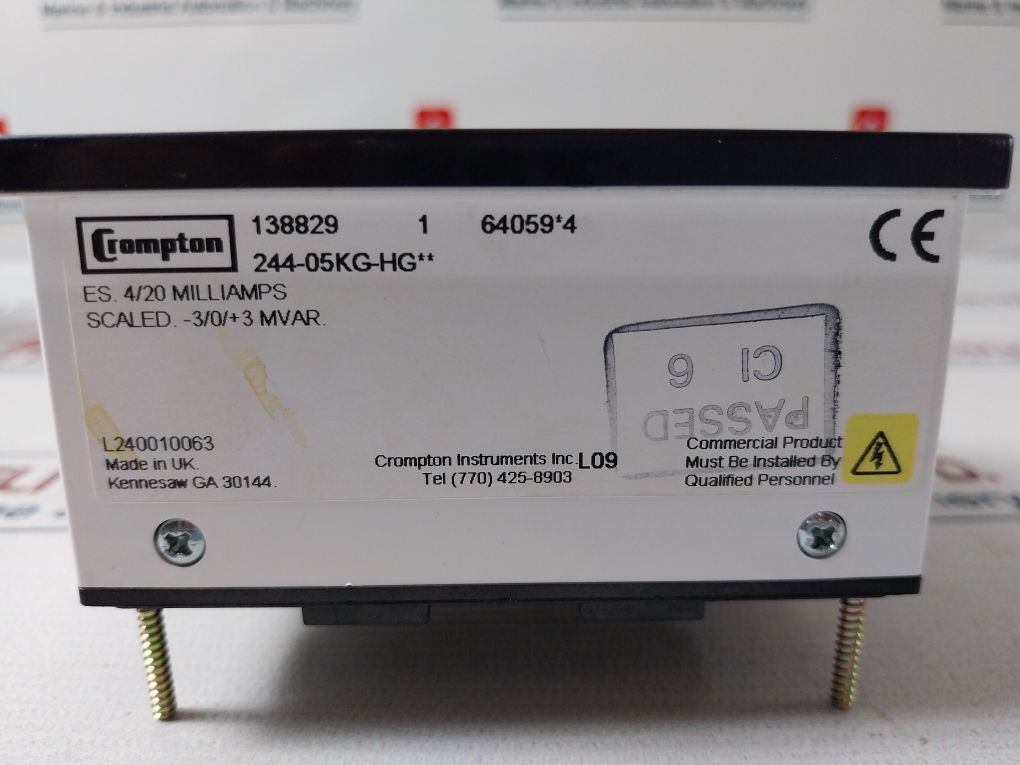 Crompton
138829 1 64059*4
244-05KG-HG**
CE
ES. 4/20 MILLIAMPS
SCALED. -3/0/+3 MVAR.
PASSED
CI 6
L240010063
Made in UK.
Kennesaw GA 30144.
Crompton Instruments Inc. L09
Tel (770) 425-8903
Commercial Product
Must Be Installed By
Qualified Personnel